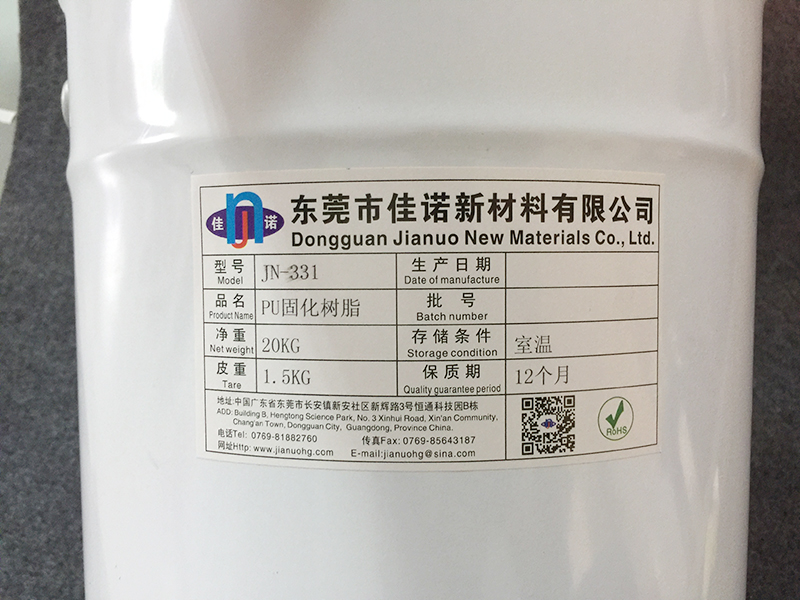 佳 nj 诺
东莞市佳诺新材料有限公司
Dongguan Jianuo New Materials Co., Ltd.
型号 JN-331 生产日期
Model Date of manufacture
品名 PU固化树脂 批 号
Product Name Batch number
净重 20KG 存储条件 室温
Net weight Storage condition
皮重 1.5KG 保质期 12个月
Tare Quality guarantee period
地址:中国广东省东莞市长安镇新安社区新辉路3号恒通科技园B栋
ADD: Building B, Hengtong Science Park, No. 3 Xinhui Road, Xin'an Community,
Chang'an Town, Dongguan City, Guangdong, Province China.
电话Tel: 0769-81882760 传真Fax: 0769-85643187
网址Http: www.jianuohg.com E-mail:jianuohg@sina.com
RoHS